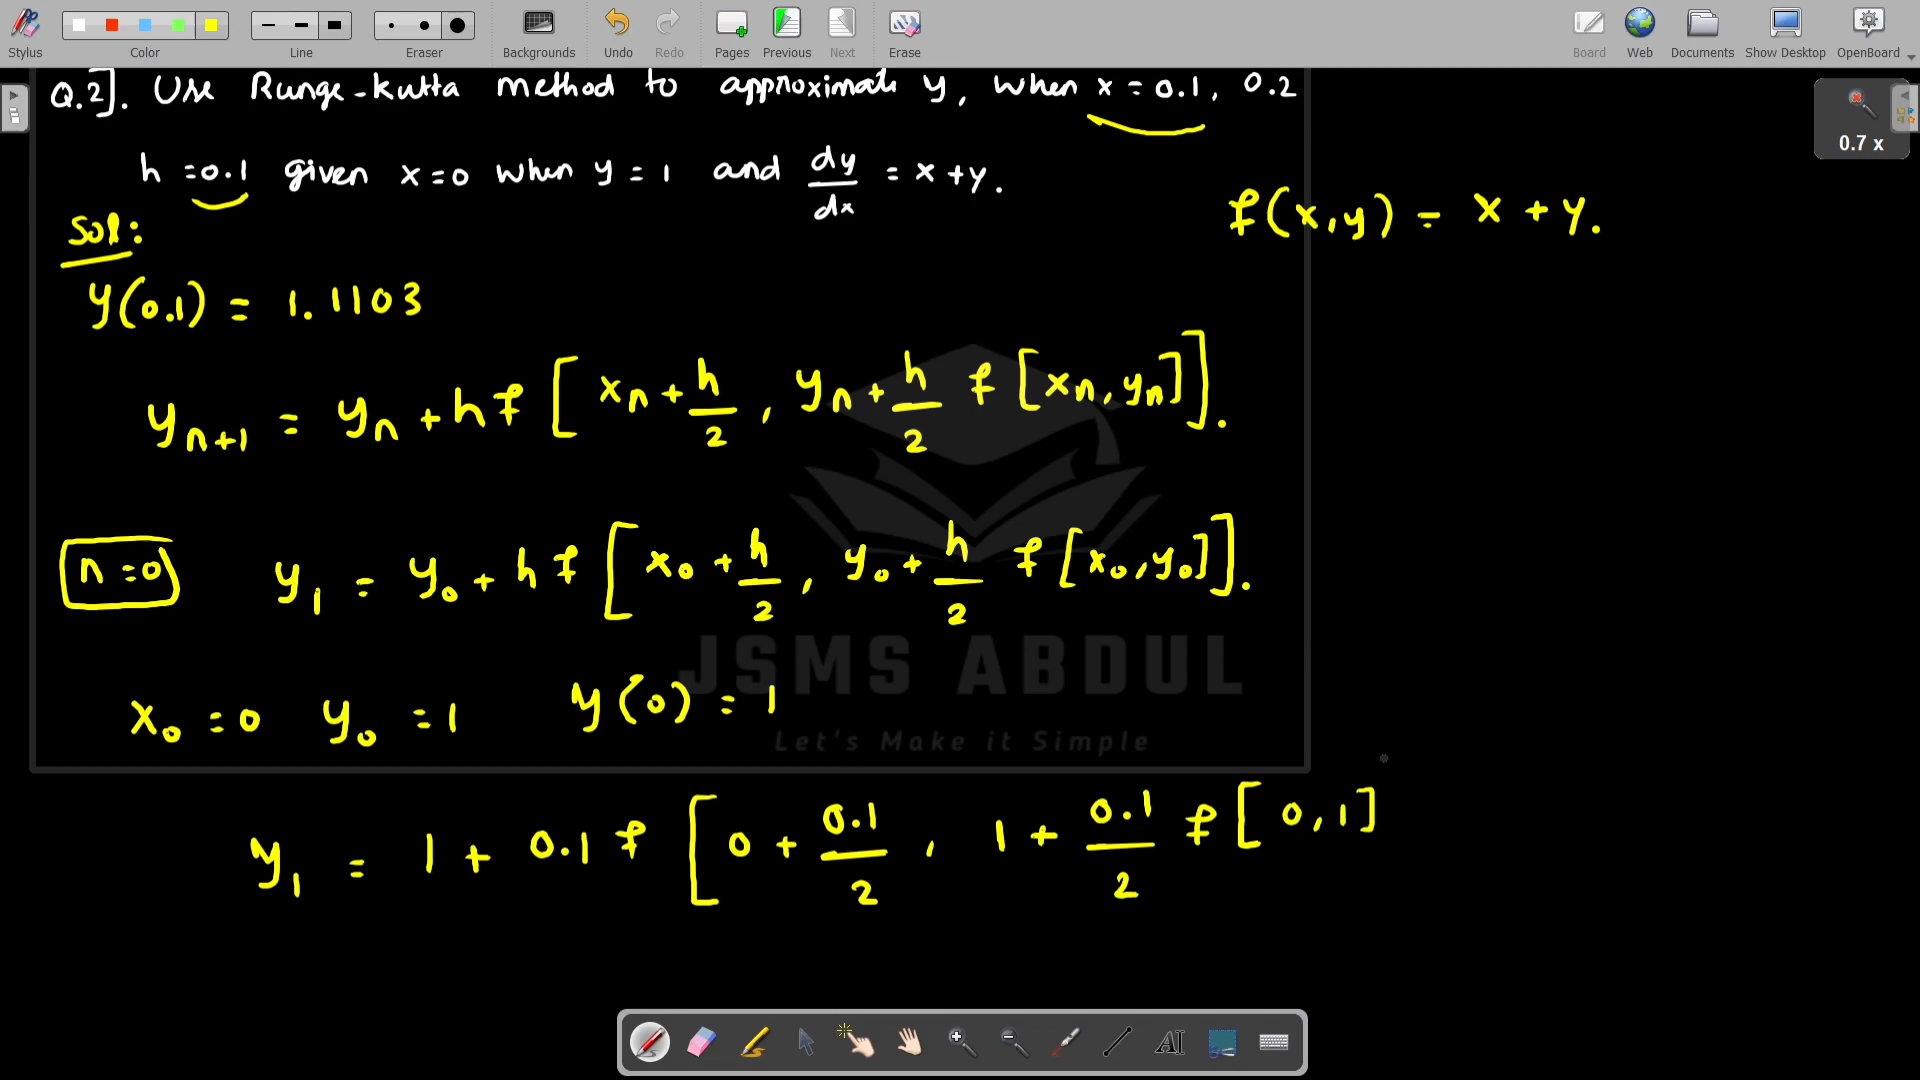 Stylus Color Line Eraser Backgrounds Undo Redo Pages Previous Next Erase Board Web Documents Show Desktop OpenBoard
0.7 x
Q.2]. Use Runge-kutta method to approximate y, when x = 0.1, 0.2
h = 0.1 given x=0 when y = 1 and dy/dx = x+y.
f(x,y) = x + y.
Sol:
y(0.1) = 1.1103
y_{n+1} = y_n + h f [ x_n + h/2 , y_n + h/2 f [x_n, y_n] ].
n=0
y_1 = y_0 + h f [ x_0 + h/2 , y_0 + h/2 f [x_0, y_0] ].
JSMS ABDUL
x_0 = 0 y_0 = 1 y(0) = 1
Let's Make it Simple
y_1 = 1 + 0.1 f [ 0 + 0.1/2 , 1 + 0.1/2 f [ 0, 1 ]
AI